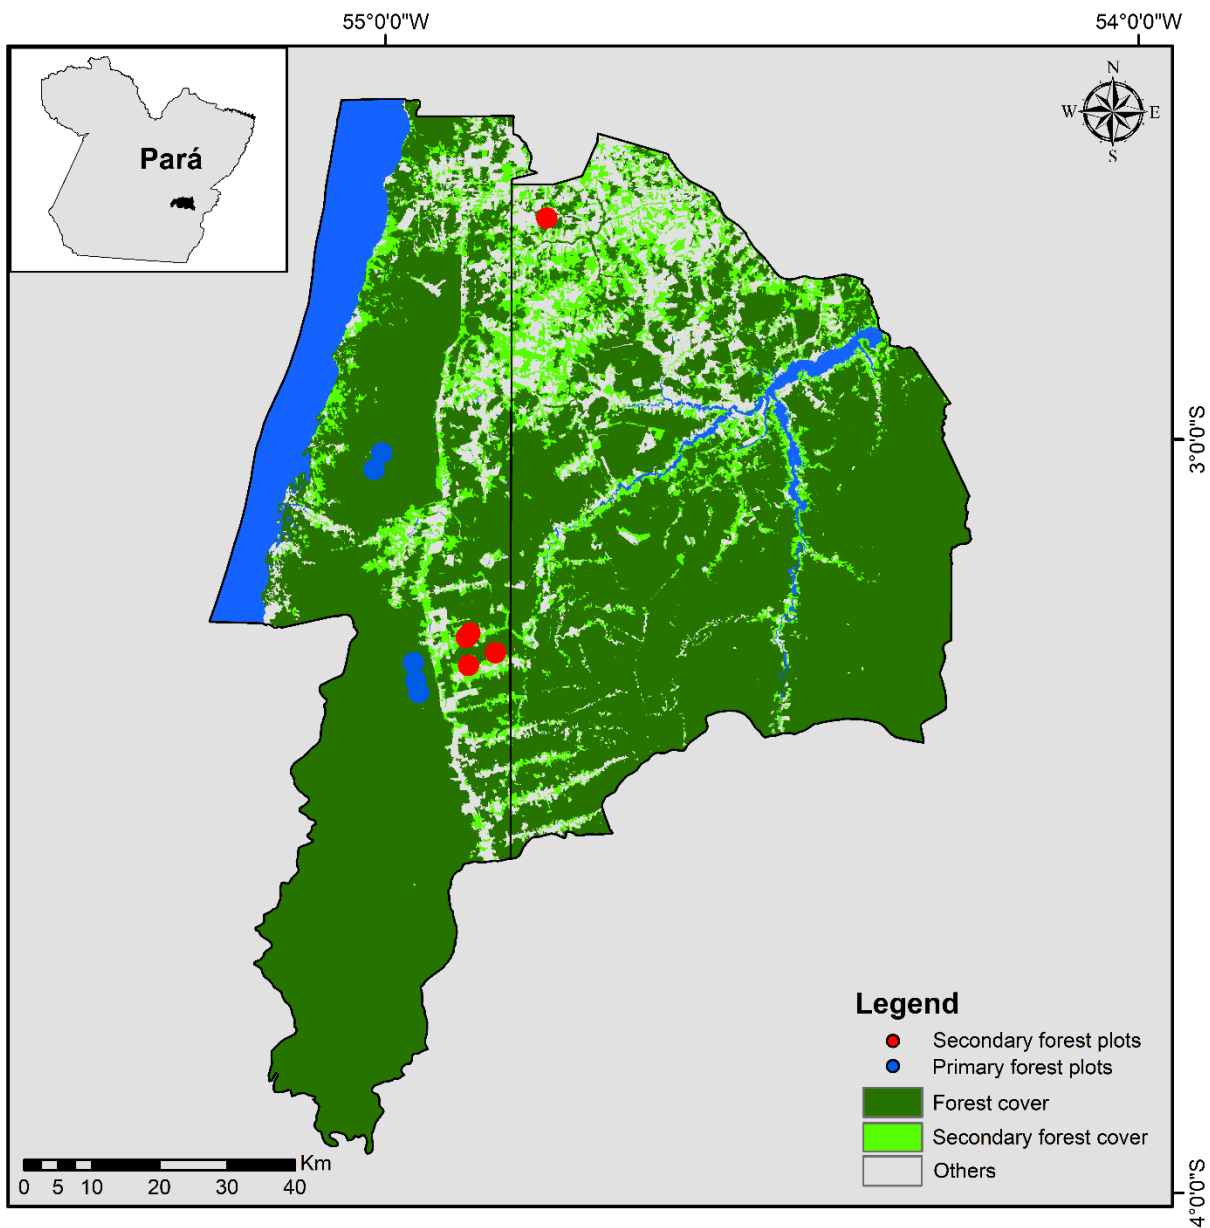 55°0'0"W
54°0'0"W
Pará
N
W
E
S
3°0'0"S
Legend
Secondary forest plots
Primary forest plots
Forest cover
Secondary forest cover
Others
Km
0 5 10 20 30 40
4°0'0"S